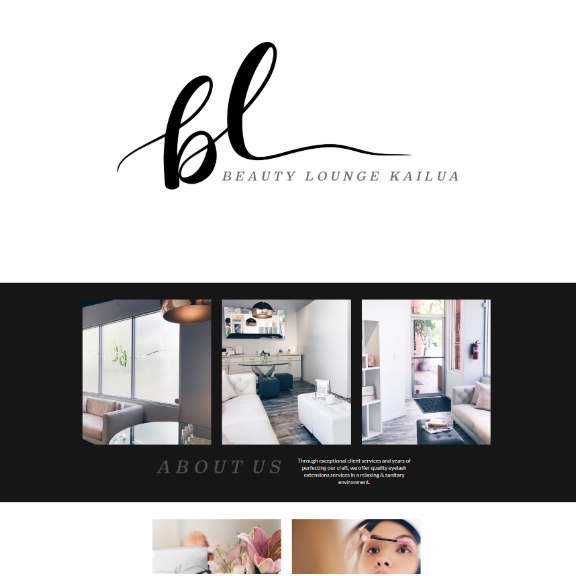 bl
BEAUTY LOUNGE KAILUA
ABOUT US
Through exceptional client services and years of
perfecting our craft, we offer quality eyelash
extensions services in a relaxing & sanitary
environment.